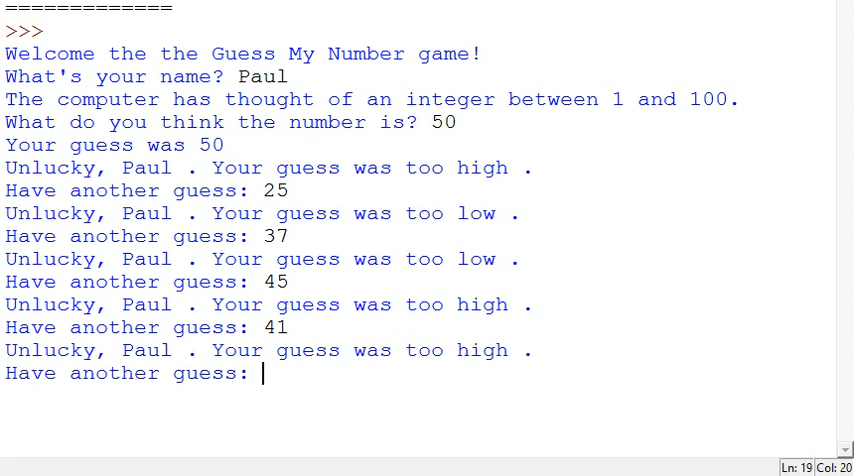 =============
>>>
Welcome the the Guess My Number game!
What's your name? Paul
The computer has thought of an integer between 1 and 100.
What do you think the number is? 50
Your guess was 50
Unlucky, Paul . Your guess was too high .
Have another guess: 25
Unlucky, Paul . Your guess was too low .
Have another guess: 37
Unlucky, Paul . Your guess was too low .
Have another guess: 45
Unlucky, Paul . Your guess was too high .
Have another guess: 41
Unlucky, Paul . Your guess was too high .
Have another guess:
Ln: 19 Col: 20